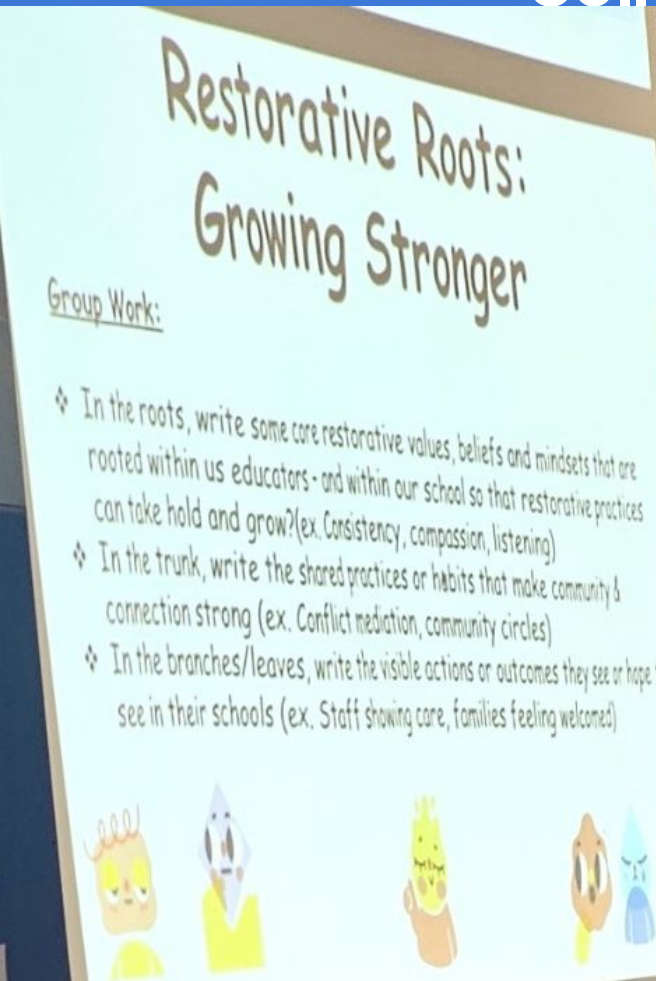 Restorative Roots:
Growing Stronger
Group Work:
❖ In the roots, write some core restorative values, beliefs and mindsets that are
rooted within us educators - and within our school so that restorative practices
can take hold and grow?(ex. Consistency, compassion, listening)
❖ In the trunk, write the shared practices or habits that make community &
connection strong (ex. Conflict mediation, community circles)
❖ In the branches/leaves, write the visible actions or outcomes they see or hope
see in their schools (ex. Staff showing care, families feeling welcomed)